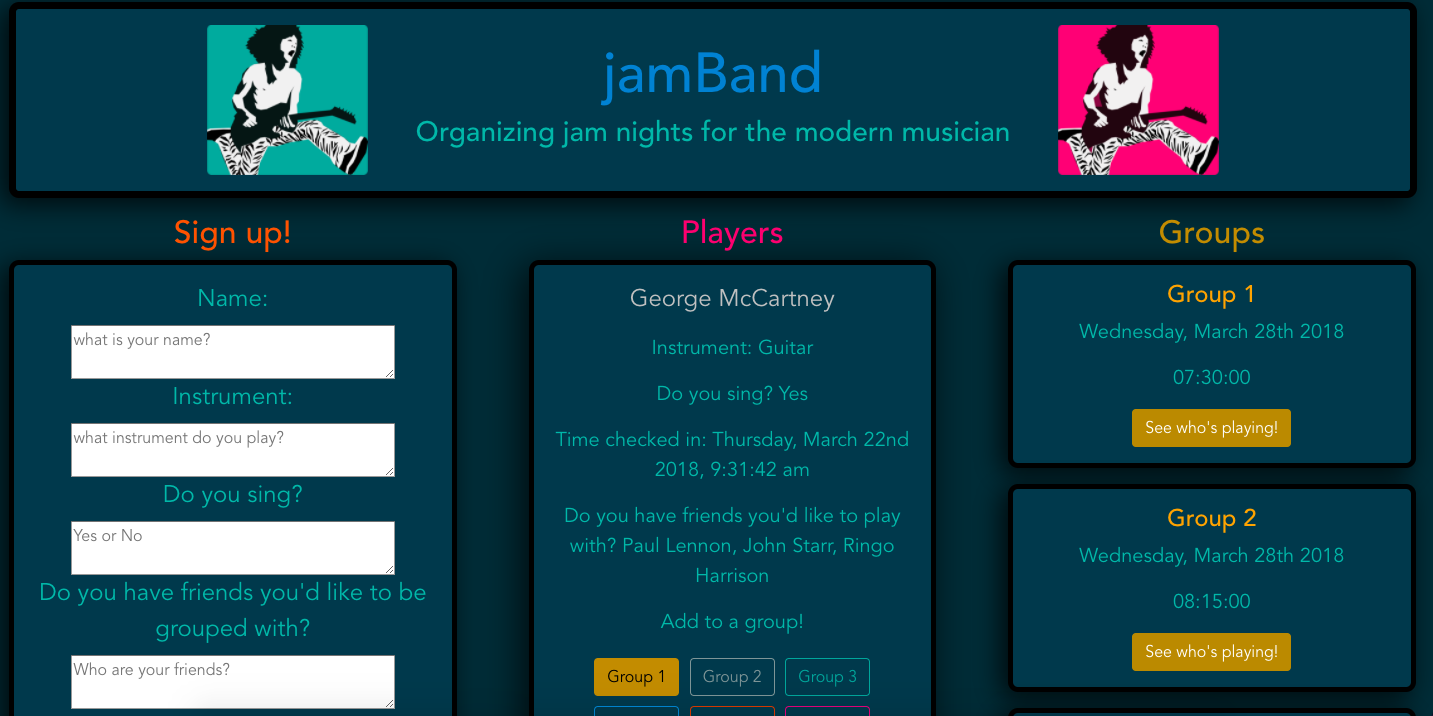 jamBand
Organizing jam nights for the modern musician
Sign up!
Name:
what is your name?
Instrument:
what instrument do you play?
Do you sing?
Yes or No
Do you have friends you'd like to be
grouped with?
Who are your friends?
Players
George McCartney
Instrument: Guitar
Do you sing? Yes
Time checked in: Thursday, March 22nd
2018, 9:31:42 am
Do you have friends you'd like to play
with? Paul Lennon, John Starr, Ringo
Harrison
Add to a group!
Group 1 Group 2 Group 3
Groups
Group 1
Wednesday, March 28th 2018
07:30:00
See who's playing!
Group 2
Wednesday, March 28th 2018
08:15:00
See who's playing!